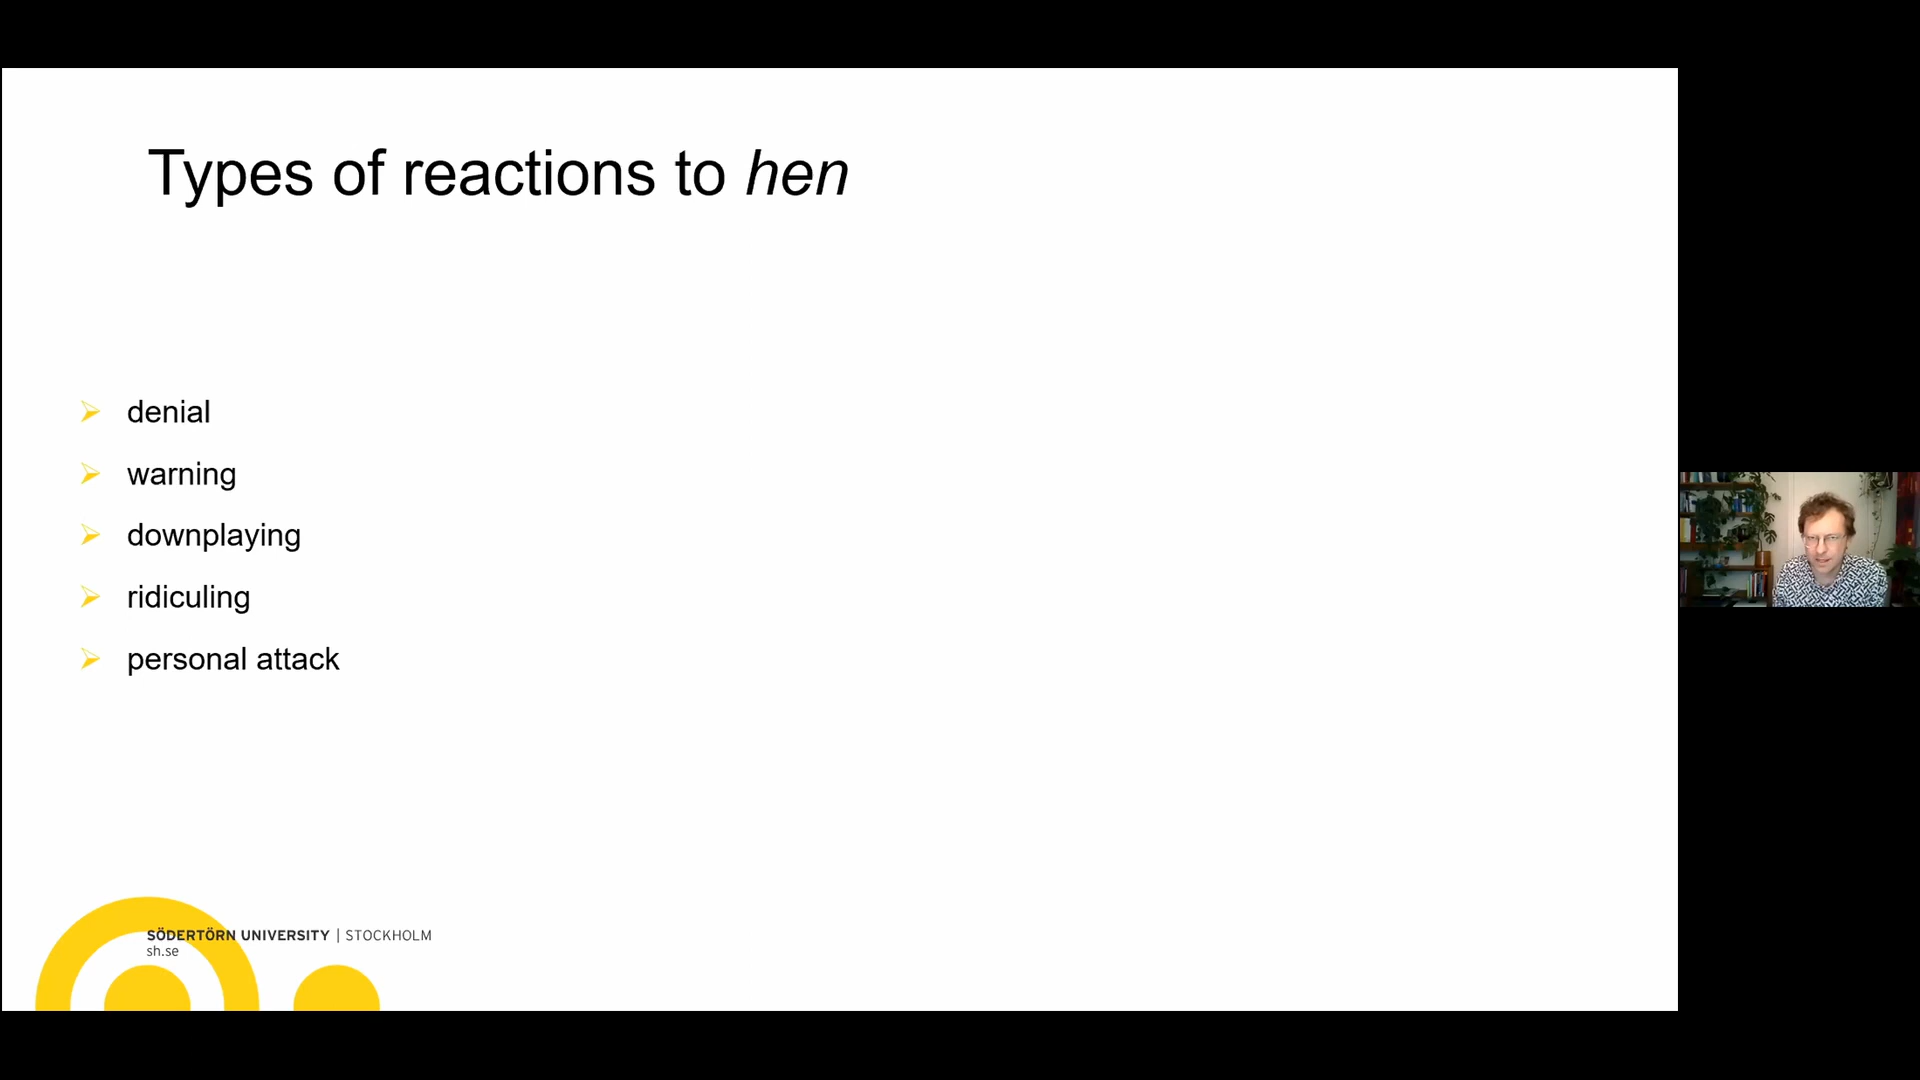 Types of reactions to hen
denial
warning
downplaying
ridiculing
personal attack
SÖDERTÖRN UNIVERSITY | STOCKHOLM
sh.se